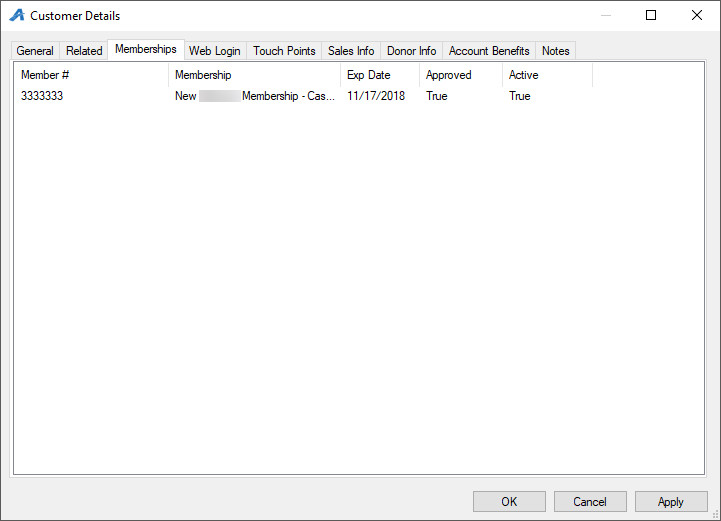 Customer Details
General Related Memberships Web Login Touch Points Sales Info Donor Info Account Benefits Notes
Member # Membership Exp Date Approved Active
3333333 New Membership - Cas... 11/17/2018 True True
OK Cancel Apply